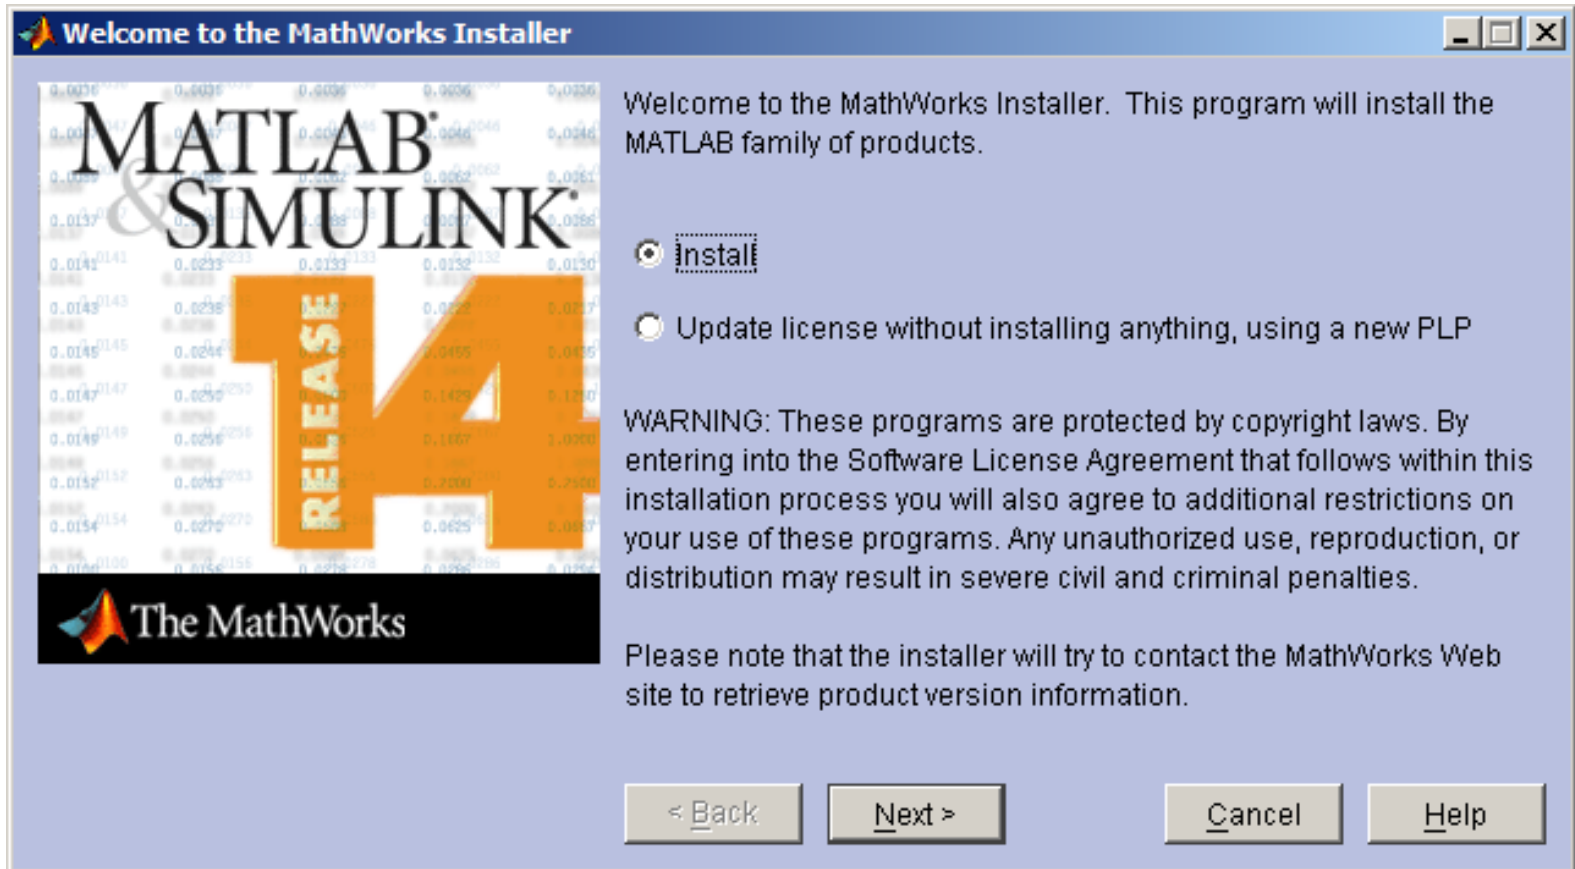 Welcome to the MathWorks Installer
MATLAB®
&SIMULINK®
RELEASE
14
The MathWorks
Welcome to the MathWorks Installer.  This program will install the
MATLAB family of products.
Install
Update license without installing anything, using a new PLP
WARNING: These programs are protected by copyright laws. By
entering into the Software License Agreement that follows within this
installation process you will also agree to additional restrictions on
your use of these programs. Any unauthorized use, reproduction, or
distribution may result in severe civil and criminal penalties.
Please note that the installer will try to contact the MathWorks Web
site to retrieve product version information.
< Back
Next >
Cancel
Help